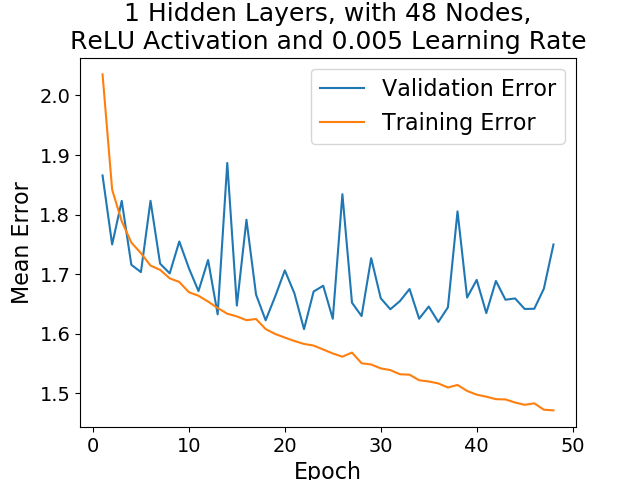 1 Hidden Layers, with 48 Nodes,
ReLU Activation and 0.005 Learning Rate
Validation Error
Training Error
Mean Error
2.0
1.9
1.8
1.7
1.6
1.5
0 10 20 30 40 50
Epoch